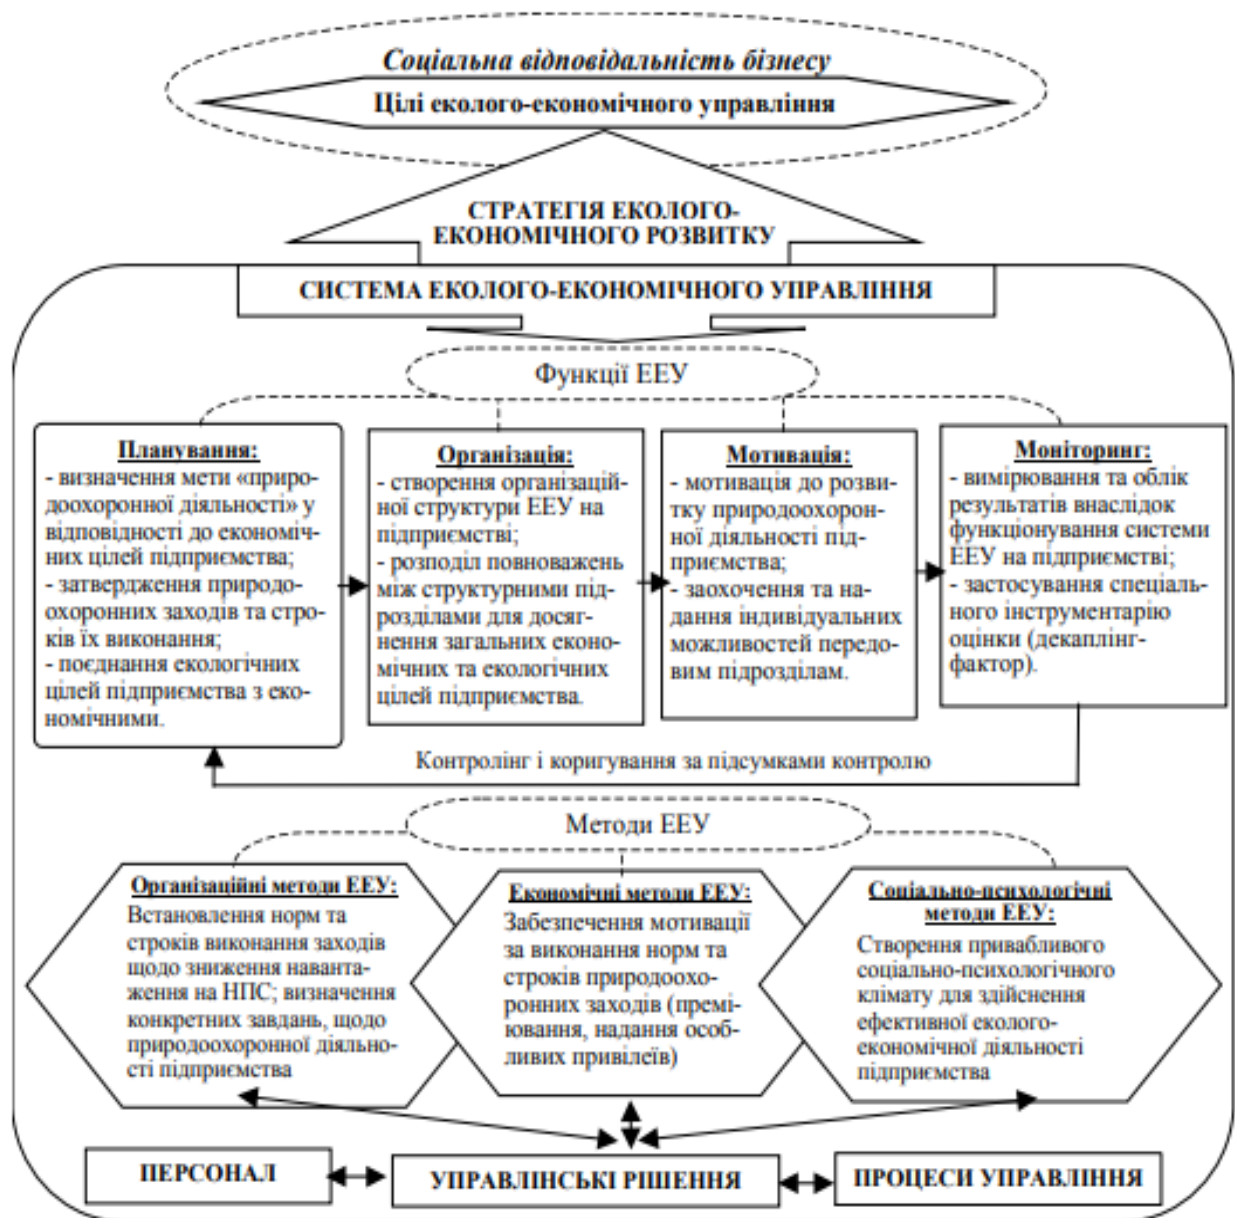 Соціальна відповідальність бізнесу
Цілі еколого-економічного управління
СТРАТЕГІЯ ЕКОЛОГО-
ЕКОНОМІЧНОГО РОЗВИТКУ
СИСТЕМА ЕКОЛОГО-ЕКОНОМІЧНОГО УПРАВЛІННЯ
Функції ЕЕУ
Планування:
- визначення мети «приро-
доохоронної діяльності» у
відповідності до економіч-
них цілей підприємства;
- затвердження природо-
охоронних заходів та стро-
ків їх виконання;
- поєднання екологічних
цілей підприємства з еко-
номічними.
Організація:
- створення організацій-
ної структури ЕЕУ на
підприємстві;
- розподіл повноважень
між структурними під-
розділами для досяг-
нення загальних еконо-
мічних та екологічних
цілей підприємства.
Мотивація:
- мотивація до розви-
тку природоохорон-
ної діяльності під-
приємства;
- заохочення та на-
дання індивідуальних
можливостей передо-
вим підрозділам.
Моніторинг:
- вимірювання та облік
результатів внаслідок
функціонування системи
ЕЕУ на підприємстві;
- застосування спеціаль-
ного інструментарію
оцінки (декаплінг-
фактор).
Контролінг і коригування за підсумками контролю
Методи ЕЕУ
Організаційні методи ЕЕУ:
Встановлення норм та
строків виконання заходів
щодо зниження наванта-
ження на НПС; визначення
конкретних завдань, щодо
природоохоронної діяльно-
сті підприємства
Економічні методи ЕЕУ:
Забезпечення мотивації
за виконання норм та
строків природоохо-
ронних заходів (премі-
ювання, надання особ-
ливих привілеїв)
Соціально-психологічні
методи ЕЕУ:
Створення привабливого
соціально-психологічного
клімату для здійснення
ефективної еколого-
економічної діяльності
підприємства
ПЕРСОНАЛ
УПРАВЛІНСЬКІ РІШЕННЯ
ПРОЦЕСИ УПРАВЛІННЯ